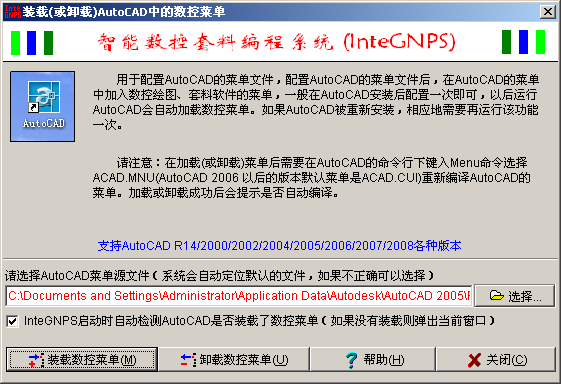 装载(或卸载)AutoCAD中的数控菜单
智能数控套料编程系统 (InteGNPS)
AutoCAD
用于配置AutoCAD的菜单文件，配置AutoCAD的菜单文件后，在AutoCAD的菜单
中加入数控绘图、套料软件的菜单，一般在AutoCAD安装后配置一次即可，以后运行
AutoCAD会自动加载数控菜单。如果AutoCAD被重新安装，相应地需要再运行该功能
一次。
请注意：在加载(或卸载)菜单后需要在AutoCAD的命令行下键入Menu命令选择
ACAD.MNU(AutoCAD 2006 以后的版本默认菜单是ACAD.CUI)重新编译AutoCAD的
菜单。加载或卸载成功后会提示是否自动编译。
支持AutoCAD R14/2000/2002/2004/2005/2006/2007/2008各种版本
请选择AutoCAD菜单源文件（系统会自动定位默认的文件，如果不正确可以选择）
C:\Documents and Settings\Administrator\Application Data\Autodesk\AutoCAD 2005\F
选择...
InteGNPS启动时自动检测AutoCAD是否装载了数控菜单（如果没有装载则弹出当前窗口）
装载数控菜单(M)
卸载数控菜单(U)
帮助(H)
关闭(C)